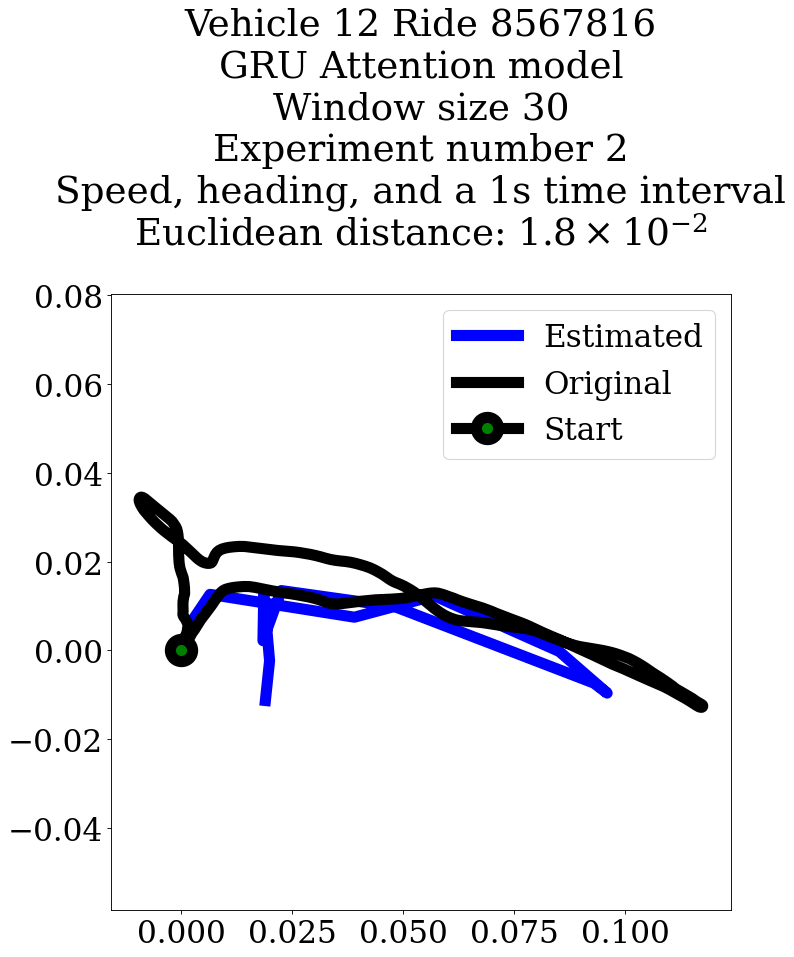 Vehicle 12 Ride 8567816
GRU Attention model
Window size 30
Experiment number 2
Speed, heading, and a 1s time interval
Euclidean distance: 1.8 × 10⁻²
0.08
0.06
0.04
0.02
0.00
−0.02
−0.04
Estimated
Original
Start
0.000 0.025 0.050 0.075 0.100